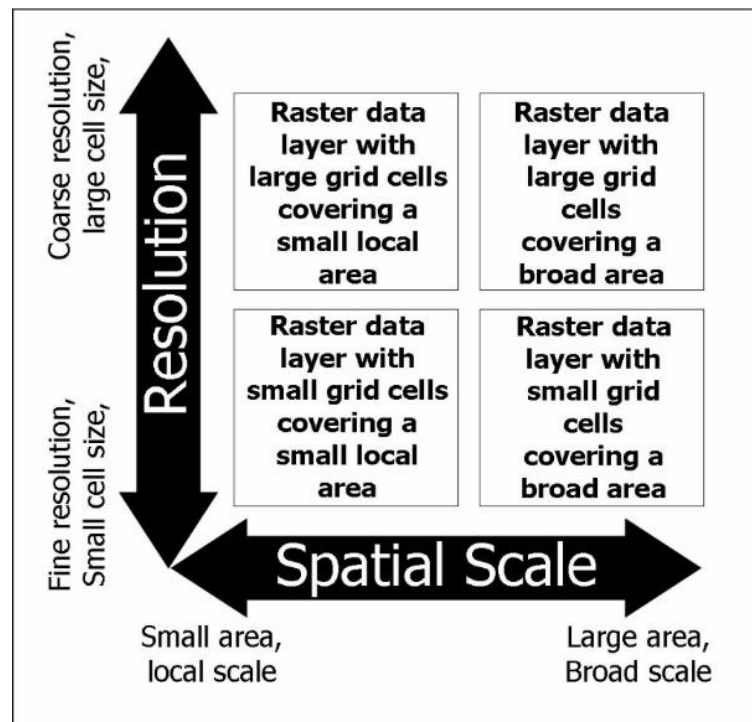 Coarse resolution,
large cell size,
Resolution
Fine resolution,
Small cell size,
Raster data
layer with
large grid cells
covering a
small local
area
Raster data
layer with
large grid
cells
covering a
broad area
Raster data
layer with
small grid cells
covering a
small local
area
Raster data
layer with
small grid
cells
covering a
broad area
Spatial Scale
Small area,
local scale
Large area,
Broad scale